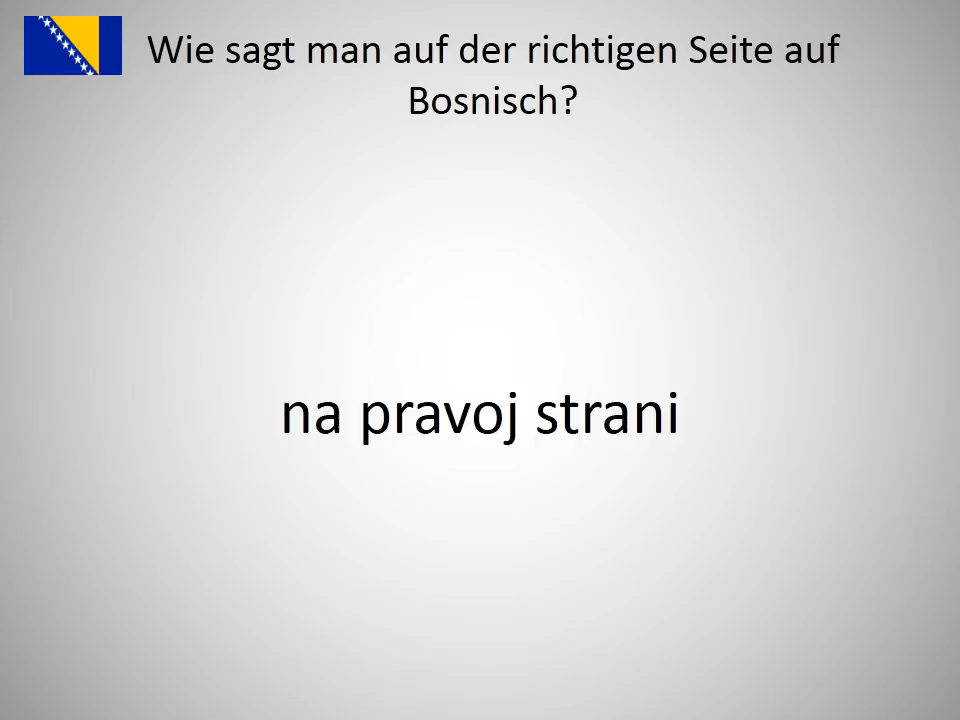 Wie sagt man auf der richtigen Seite auf
Bosnisch?
na pravoj strani